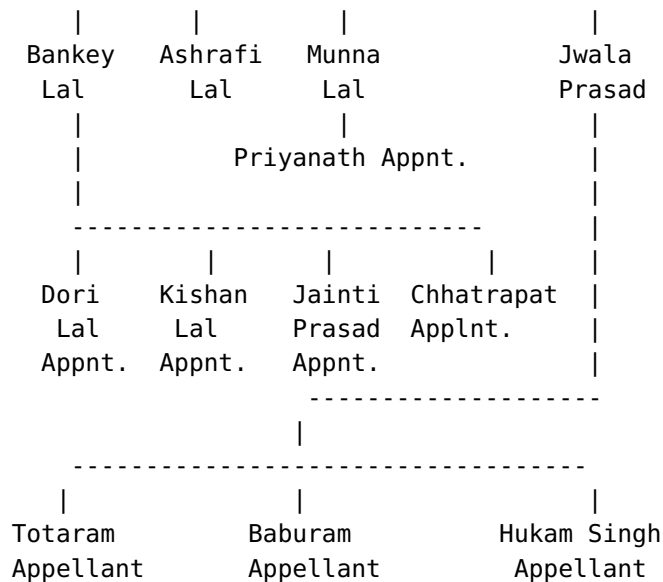 Bankey Ashrafi Munna Jwala
Lal Lal Lal Prasad
Priyanath Appnt.
Dori Kishan Jainti Chhatrapat
Lal Lal Prasad Applnt.
Appnt. Appnt. Appnt.
Totaram Baburam Hukam Singh
Appellant Appellant Appellant